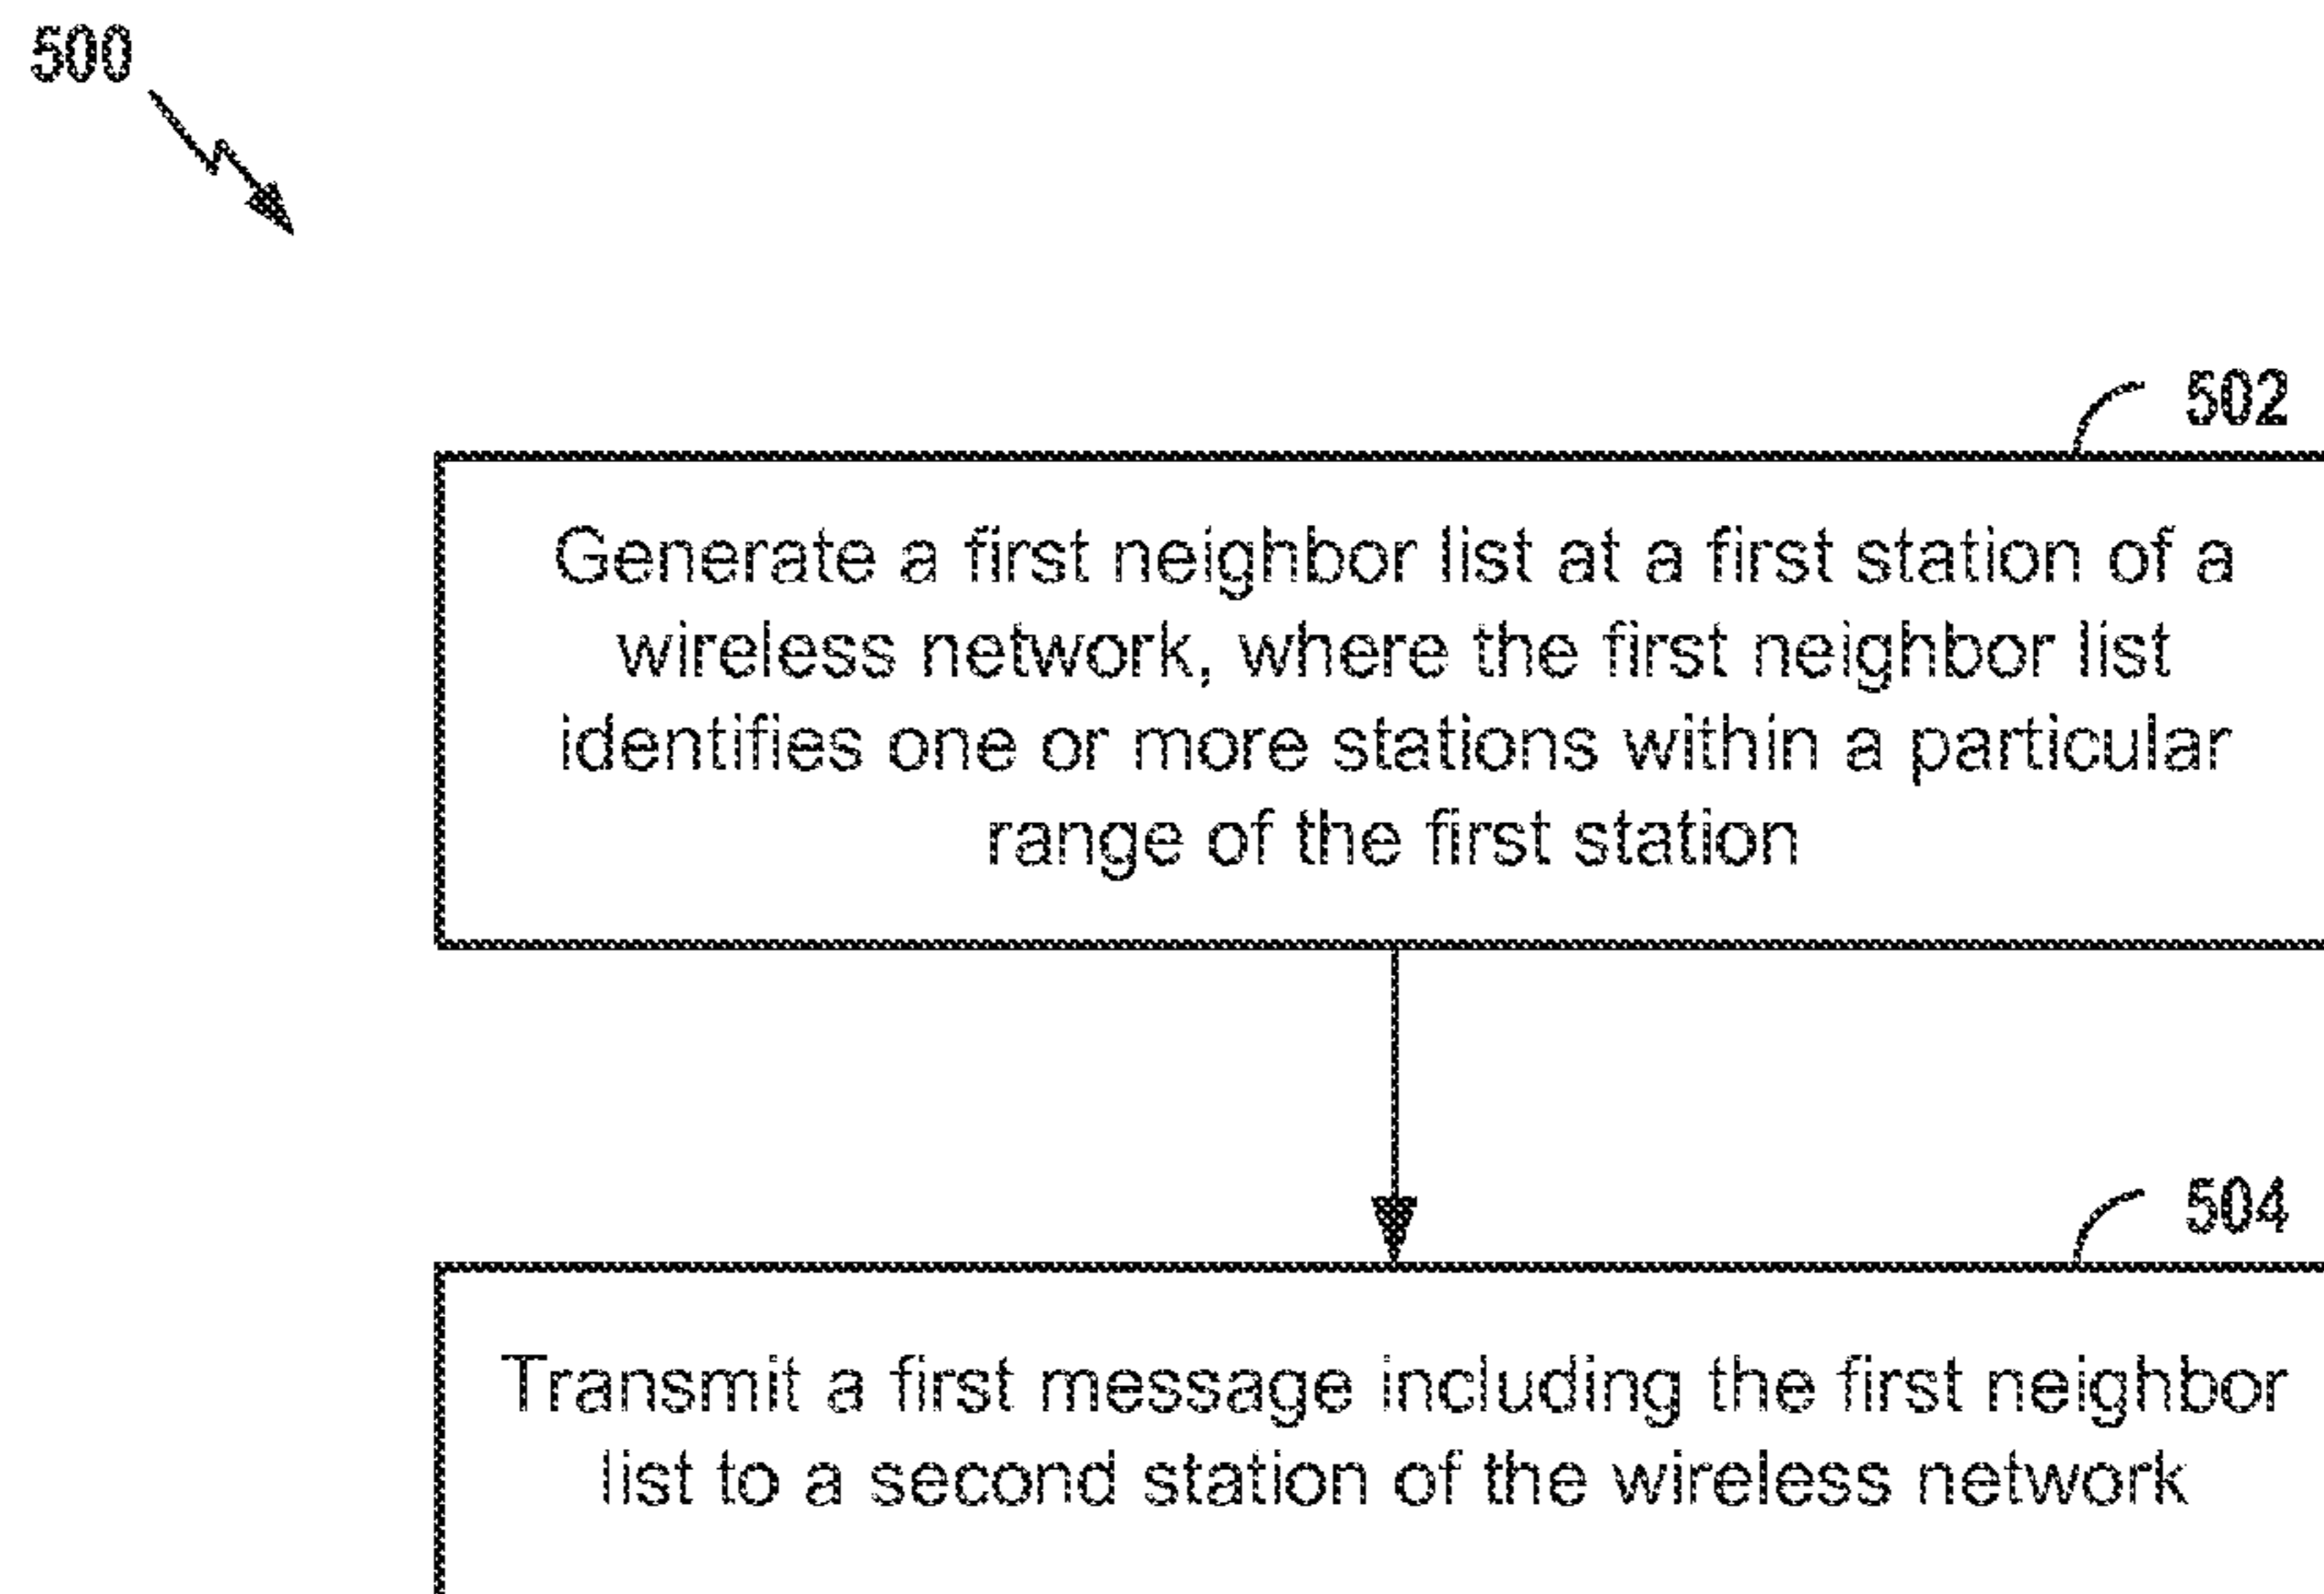 500
502
Generate a first neighbor list at a first station of a
wireless network, where the first neighbor list
identifies one or more stations within a particular
range of the first station
504
Transmit a first message including the first neighbor
list to a second station of the wireless network